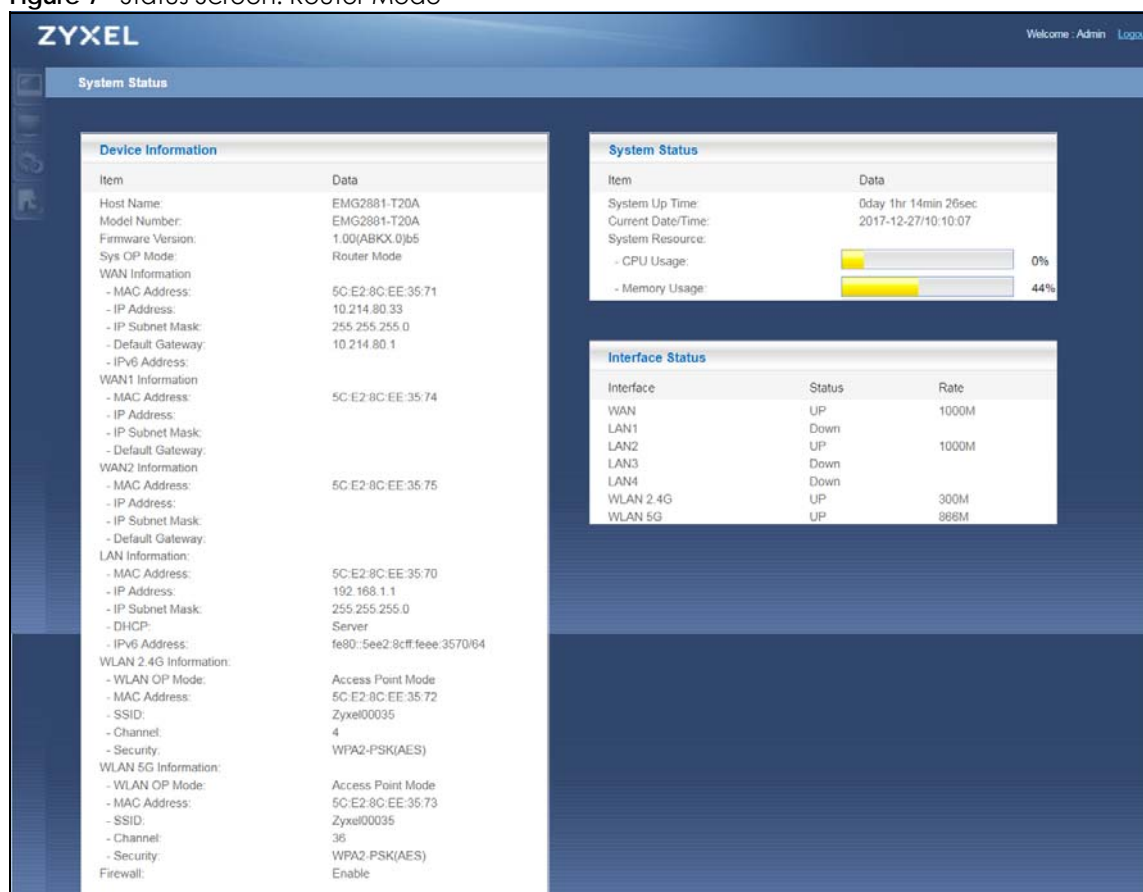 Figure 7 Status Screen: Router Mode
ZYXEL
Welcome : Admin
System Status
Device Information
Item Data
Host Name: EMG2881-T20A
Model Number: EMG2881-T20A
Firmware Version: 1.00(ABKX.0)b5
Sys OP Mode: Router Mode
WAN Information
- MAC Address: 5C:E2:8C:EE:35:71
- IP Address: 10.214.80.33
- IP Subnet Mask: 255.255.255.0
- Default Gateway: 10.214.80.1
- IPv6 Address:
WAN1 Information
- MAC Address: 5C:E2:8C:EE:35:74
- IP Address:
- IP Subnet Mask:
- Default Gateway:
WAN2 Information
- MAC Address: 5C:E2:8C:EE:35:75
- IP Address:
- IP Subnet Mask:
- Default Gateway:
LAN Information:
- MAC Address: 5C:E2:8C:EE:35:70
- IP Address: 192.168.1.1
- IP Subnet Mask: 255.255.255.0
- DHCP: Server
- IPv6 Address: fe80::5ee2:8cff:feee:3570/64
WLAN 2.4G Information:
- WLAN OP Mode: Access Point Mode
- MAC Address: 5C:E2:8C:EE:35:72
- SSID: Zyxel00035
- Channel: 4
- Security: WPA2-PSK(AES)
WLAN 5G Information:
- WLAN OP Mode: Access Point Mode
- MAC Address: 5C:E2:8C:EE:35:73
- SSID: Zyxel00035
- Channel: 36
- Security: WPA2-PSK(AES)
Firewall: Enable
System Status
Item Data
System Up Time: 0day 1hr 14min 26sec
Current Date/Time: 2017-12-27/10:10:07
System Resource:
- CPU Usage: 0%
- Memory Usage: 44%
Interface Status
Interface Status Rate
WAN UP 1000M
LAN1 Down
LAN2 UP 1000M
LAN3 Down
LAN4 Down
WLAN 2.4G UP 300M
WLAN 5G UP 866M